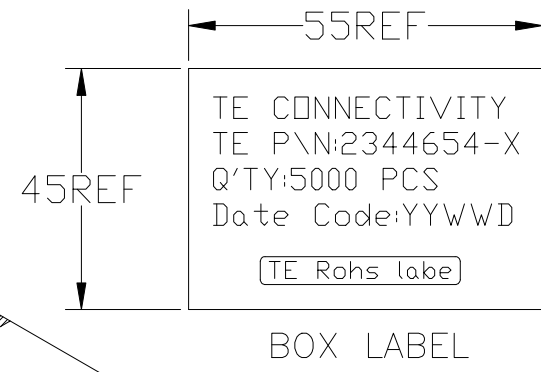 55REF
45REF
TE CONNECTIVITY
TE P\N:2344654-X
Q'TY:5000 PCS
Date Code:YYWWD
TE Rohs labe
BOX LABEL